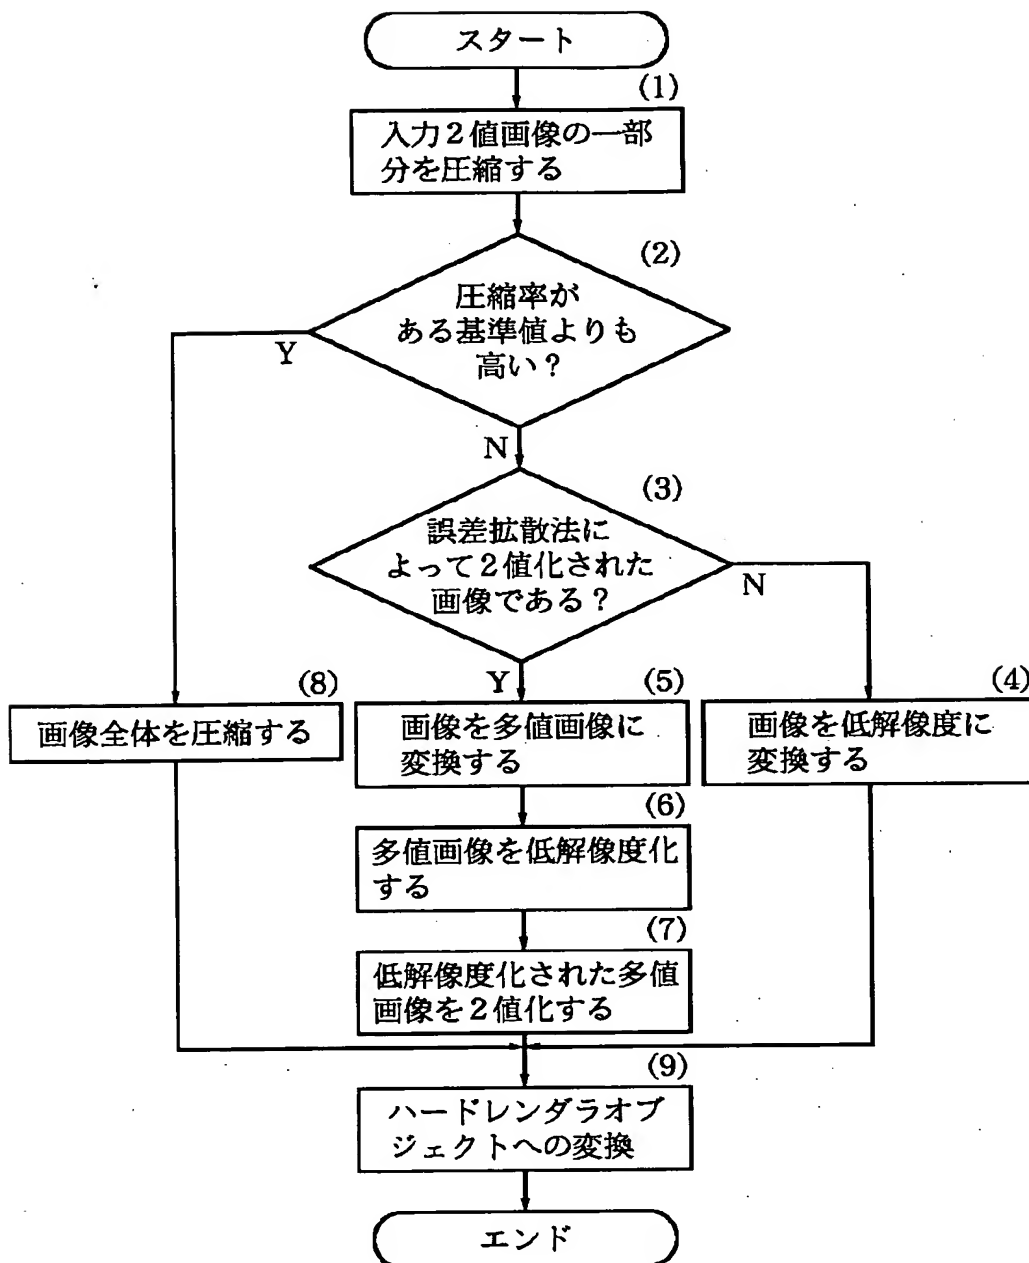 スタート
(1)
入力2値画像の一部
分を圧縮する
(2)
圧縮率が
ある基準値よりも
高い?
Y
N
(3)
誤差拡散法に
よって2値化された
画像である?
N
Y
(8)
画像全体を圧縮する
(5)
画像を多値画像に
変換する
(4)
画像を低解像度に
変換する
(6)
多値画像を低解像度化
する
(7)
低解像度化された多値
画像を2値化する
(9)
ハードレンダラオブ
ジェクトへの変換
エンド